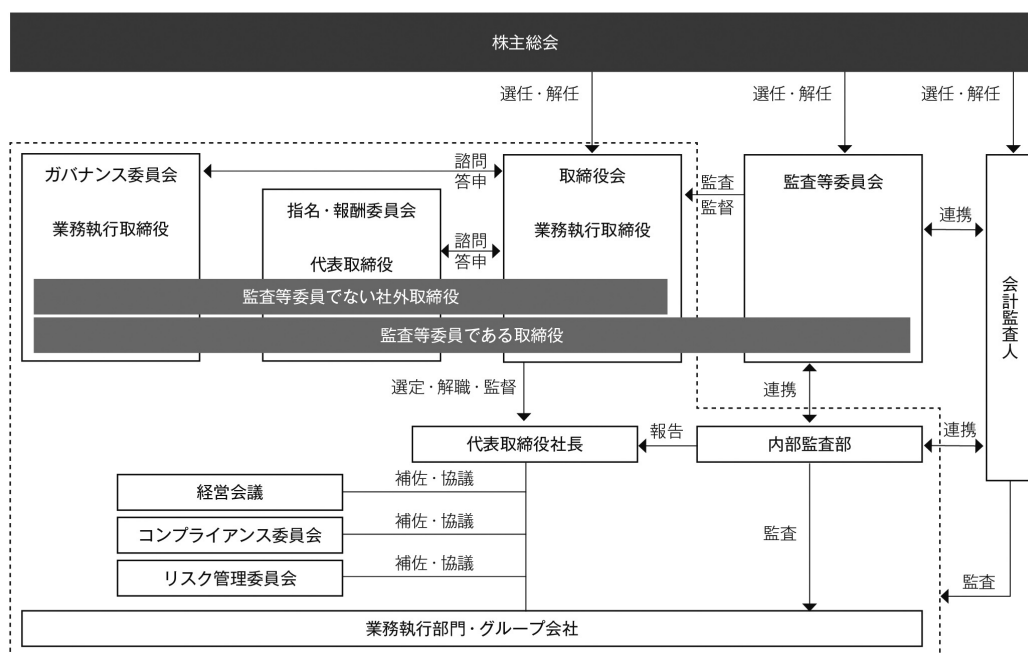 株主総会
選任・解任
選任・解任
選任・解任
ガバナンス委員会
業務執行取締役
諮問
答申
取締役会
業務執行取締役
監査
監督
監査等委員会
連携
指名・報酬委員会
代表取締役
諮問
答申
監査等委員でない社外取締役
監査等委員である取締役
会計監査人
選定・解職・監督
連携
代表取締役社長
報告
内部監査部
連携
経営会議
補佐・協議
コンプライアンス委員会
補佐・協議
監査
リスク管理委員会
補佐・協議
監査
業務執行部門・グループ会社